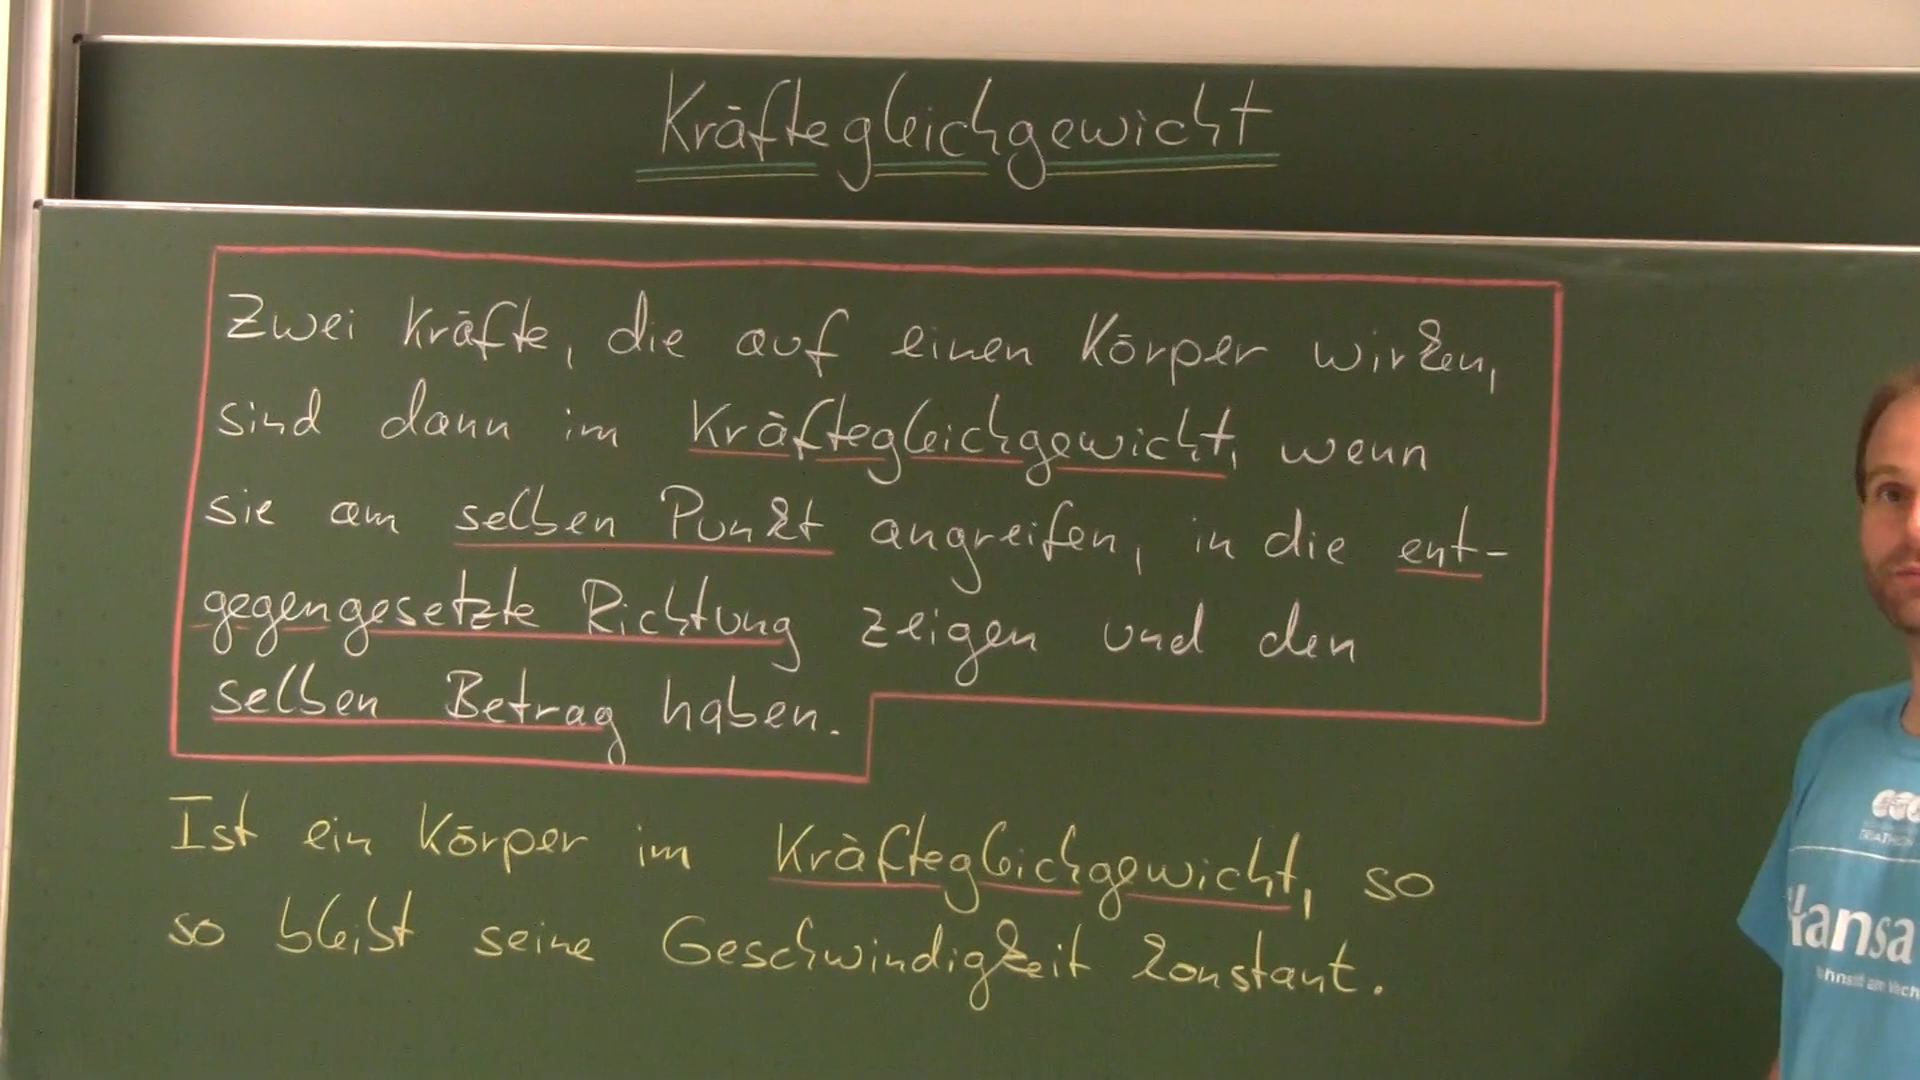 Kräftegleichgewicht
Zwei Kräfte, die auf einen Körper wirken,
sind dann im Kräftegleichgewicht, wenn
sie am selben Punkt angreifen, in die ent-
gegengesetzte Richtung zeigen und den
selben Betrag haben.
Ist ein Körper im Kräftegleichgewicht, so
so bleibt seine Geschwindigkeit konstant.
Hansa